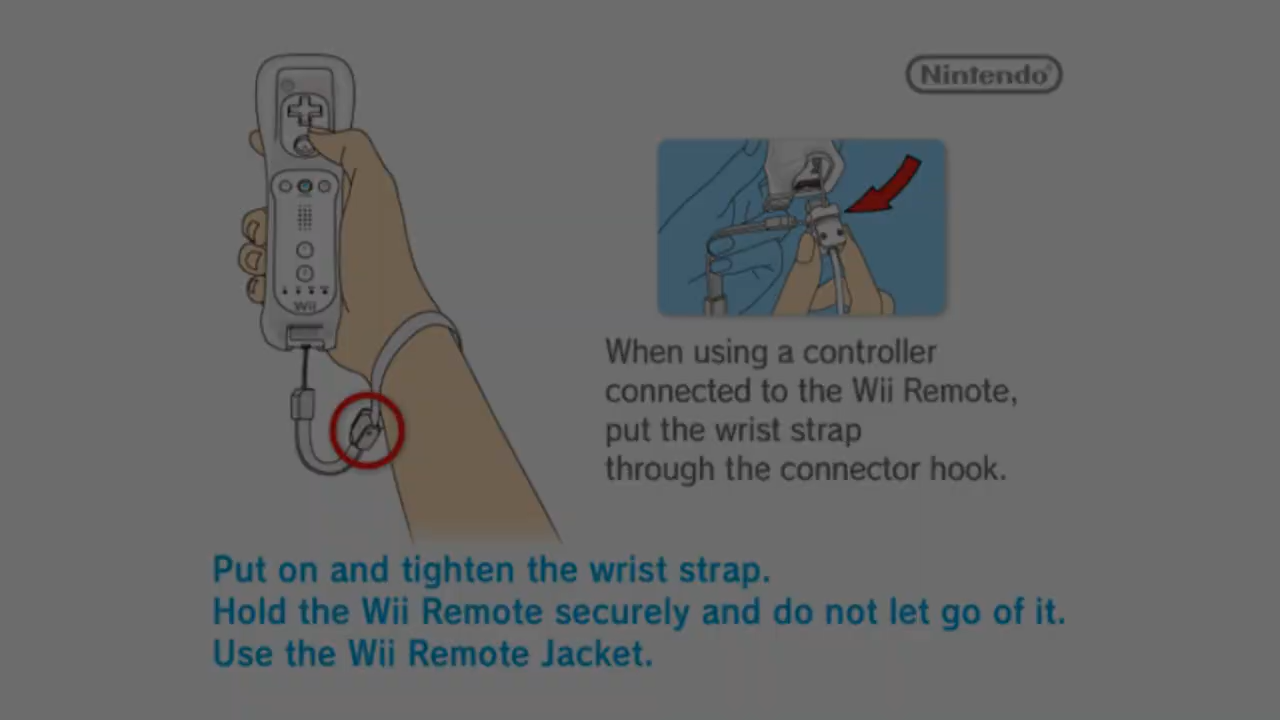 Nintendo®
Wii
When using a controller
connected to the Wii Remote,
put the wrist strap
through the connector hook.
Put on and tighten the wrist strap.
Hold the Wii Remote securely and do not let go of it.
Use the Wii Remote Jacket.